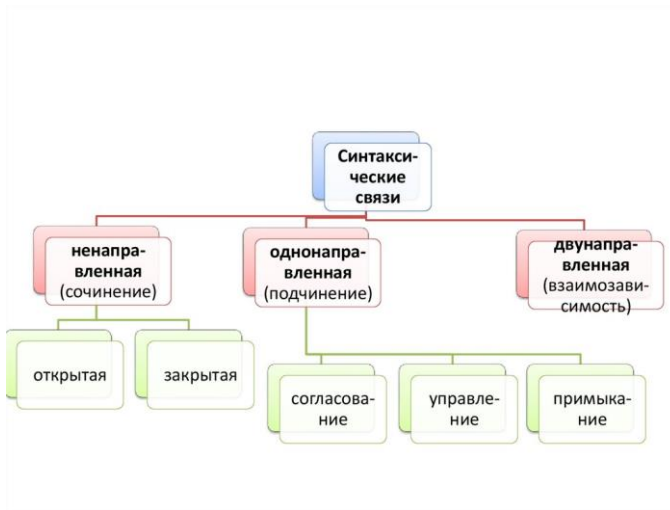 Синтакси-
ческие
связи
ненапра-
вленная
(сочинение)
однонапра-
вленная
(подчинение)
двунапра-
вленная
(взаимозави-
симость)
открытая
закрытая
согласова-
ние
управле-
ние
примыка-
ние